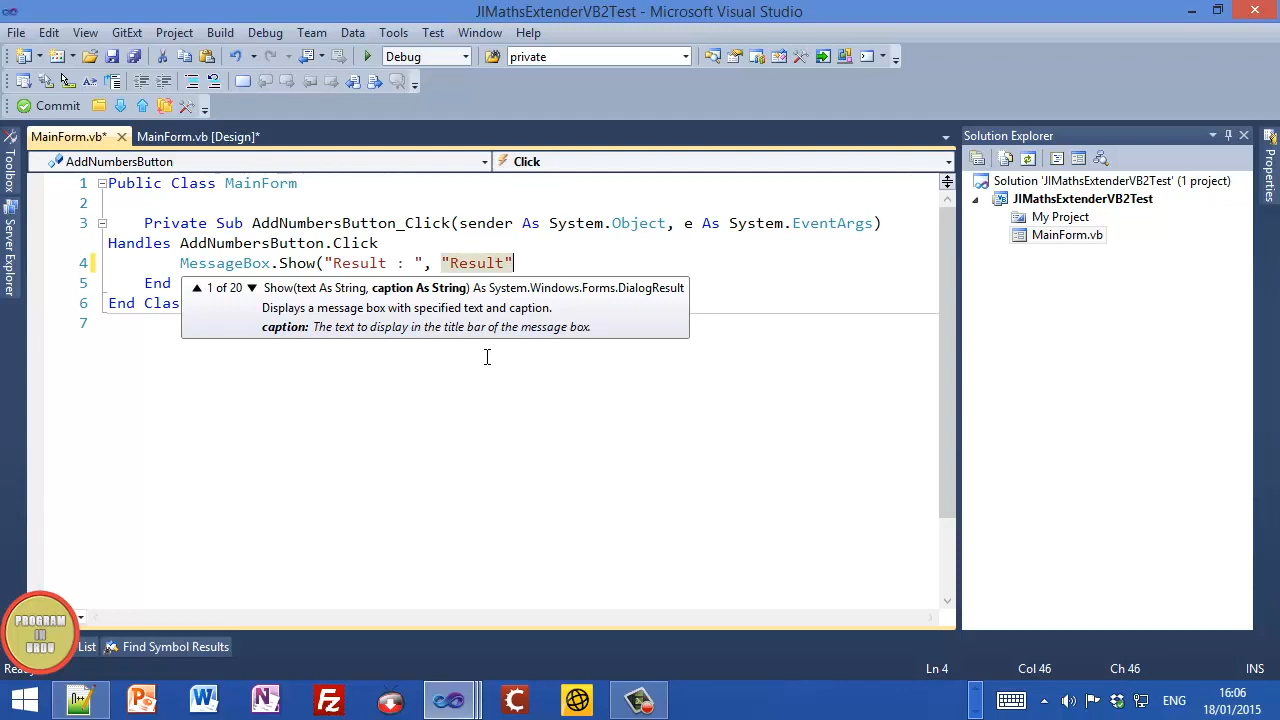 JIMathsExtenderVB2Test - Microsoft Visual Studio
File Edit View GitExt Project Build Debug Team Data Tools Test Window Help
Debug private
Commit
MainForm.vb* MainForm.vb [Design]* Solution Explorer
AddNumbersButton Click
Toolbox
Server Explorer
Properties
1 Public Class MainForm
2
3 Private Sub AddNumbersButton_Click(sender As System.Object, e As System.EventArgs)
Handles AddNumbersButton.Click
4 MessageBox.Show("Result : ", "Result"
5 End
6 End Clas
7
1 of 20 Show(text As String, caption As String) As System.Windows.Forms.DialogResult
Displays a message box with specified text and caption.
caption: The text to display in the title bar of the message box.
Solution 'JIMathsExtenderVB2Test' (1 project)
JIMathsExtenderVB2Test
My Project
MainForm.vb
PROGRAM
IN
URDU
List Find Symbol Results
Ln 4 Col 46 Ch 46 INS
ENG
16:06
18/01/2015